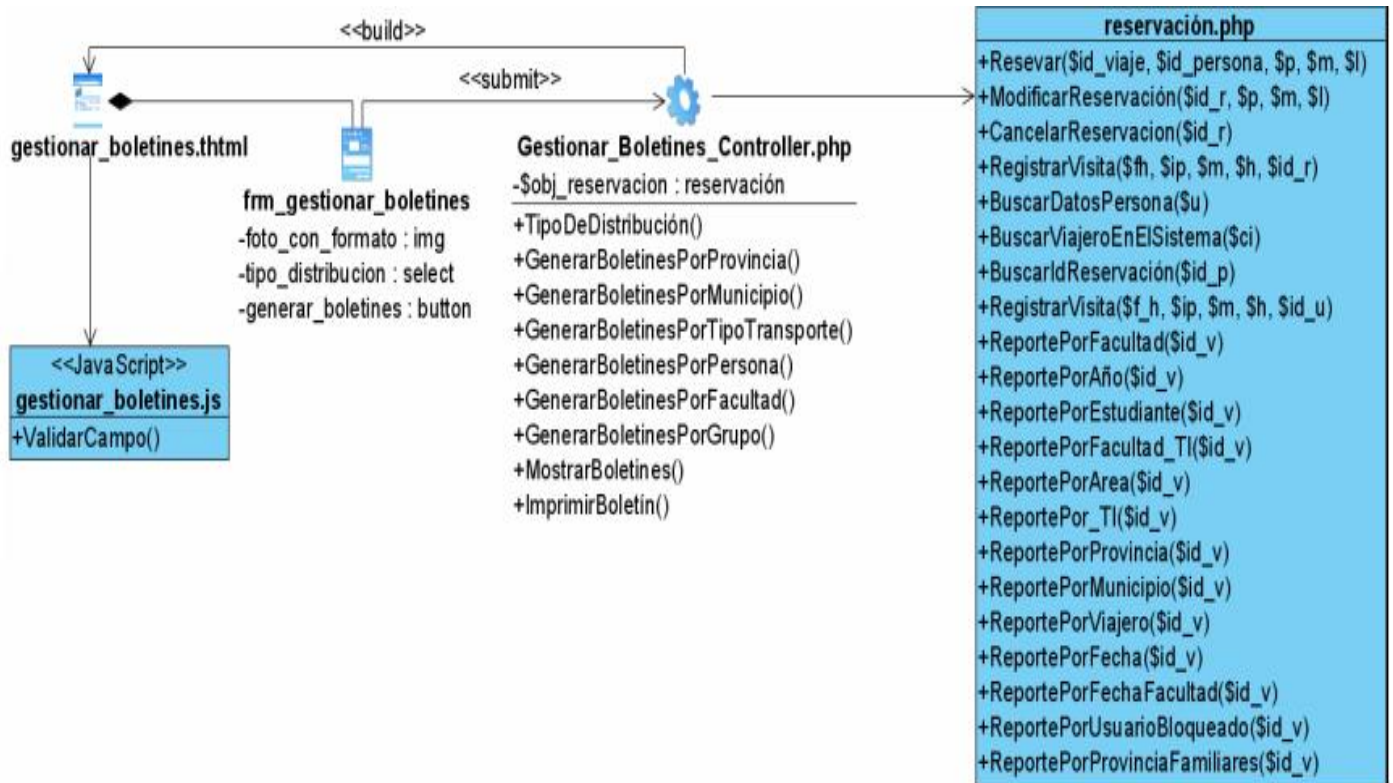 <<build>>
<<submit>>
gestionar_boletines.thtml
frm_gestionar_boletines
-foto_con_formato : img
-tipo_distribucion : select
-generar_boletines : button
<<JavaScript>>
gestionar_boletines.js
+ValidarCampo()
Gestionar_Boletines_Controller.php
-$obj_reservacion : reservación
+TipoDeDistribución()
+GenerarBoletinesPorProvincia()
+GenerarBoletinesPorMunicipio()
+GenerarBoletinesPorTipoTransporte()
+GenerarBoletinesPorPersona()
+GenerarBoletinesPorFacultad()
+GenerarBoletinesPorGrupo()
+MostrarBoletines()
+ImprimirBoletín()
reservación.php
+Resevar($id_viaje, $id_persona, $p, $m, $l)
+ModificarReservación($id_r, $p, $m, $l)
+CancelarReservacion($id_r)
+RegistrarVisita($fh, $ip, $m, $h, $id_r)
+BuscarDatosPersona($u)
+BuscarViajeroEnElSistema($ci)
+BuscarIdReservación($id_p)
+RegistrarVisita($f_h, $ip, $m, $h, $id_u)
+ReportePorFacultad($id_v)
+ReportePorAño($id_v)
+ReportePorEstudiante($id_v)
+ReportePorFacultad_TI($id_v)
+ReportePorArea($id_v)
+ReportePor_TI($id_v)
+ReportePorProvincia($id_v)
+ReportePorMunicipio($id_v)
+ReportePorViajero($id_v)
+ReportePorFecha($id_v)
+ReportePorFechaFacultad($id_v)
+ReportePorUsuarioBloqueado($id_v)
+ReportePorProvinciaFamiliares($id_v)